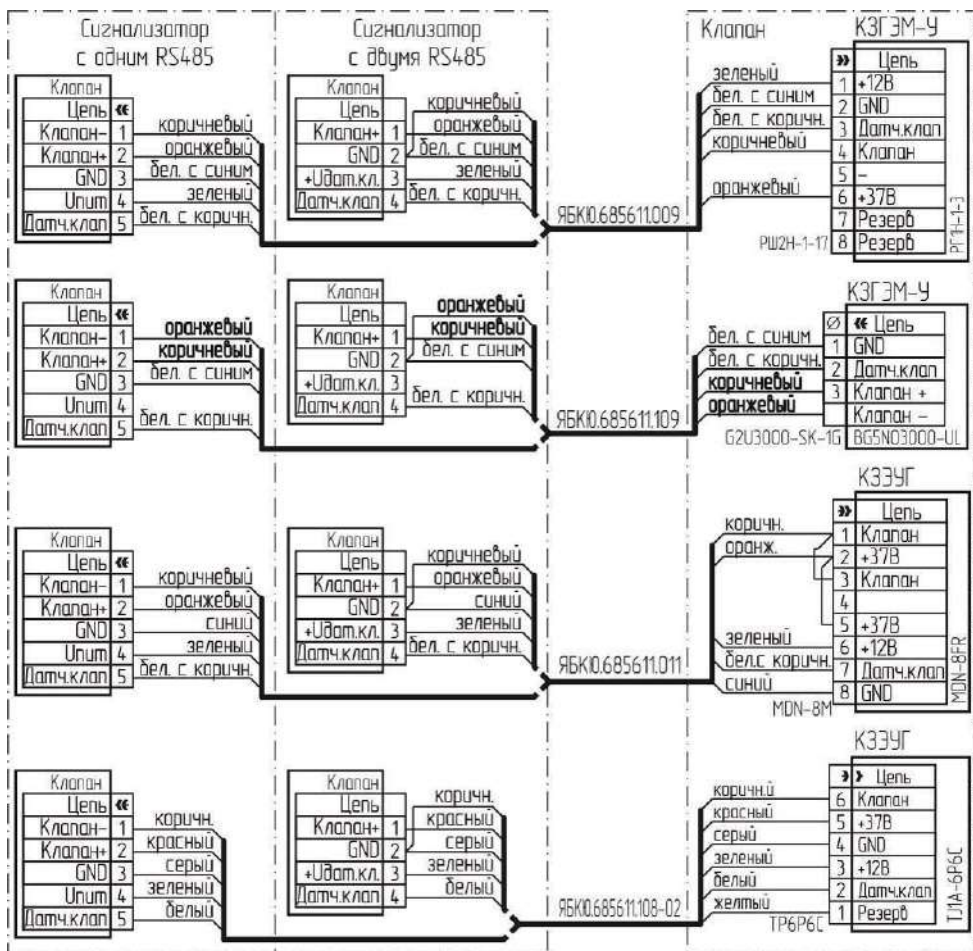 Сигнализатор
с одним RS485
Сигнализатор
с двумя RS485
Клапан
КЗГЭМ-У
Клапан
Цепь
Клапан- 1 коричневый
Клапан+ 2 оранжевый
GND 3 бел. с синим
Uпит 4 зеленый
Датч.клап 5 бел. с коричн.
Клапан
Цепь
коричневый
Клапан+ 1 оранжевый
GND 2 бел. с синим
+Uдат.кл. 3 зеленый
Датч.клап 4 бел. с коричн.
ЯБКЮ.685611.009
зеленый
бел. с синим
бел. с коричн.
коричневый
оранжевый
Цепь
1 +12В
2 GND
3 Датч.клап
4 Клапан
5 -
6 +37В
7 Резерв
8 Резерв
РШ2Н-1-17
РГ1Н-1-3
КЗГЭМ-У
Клапан
Цепь
Клапан- 1 оранжевый
Клапан+ 2 коричневый
GND 3 бел. с синим
Uпит 4
Датч.клап 5 бел. с коричн.
Клапан
Цепь
оранжевый
Клапан+ 1 коричневый
GND 2 бел. с синим
+Uдат.кл. 3
Датч.клап 4 бел. с коричн.
ЯБКЮ.685611.109
бел. с синим
бел. с коричн.
коричневый
оранжевый
Ø Цепь
1 GND
2 Датч.клап
3 Клапан +
Клапан -
G2U3000-SK-1G
BG5N03000-UL
КЗЭУГ
Клапан
Цепь
Клапан- 1 коричневый
Клапан+ 2 оранжевый
GND 3 синий
Uпит 4 зеленый
Датч.клап 5 бел. с коричн.
Клапан
Цепь
коричневый
Клапан+ 1 оранжевый
GND 2 синий
+Uдат.кл. 3 зеленый
Датч.клап 4 бел. с коричн.
ЯБКЮ.685611.011
коричн.
оранж.
зеленый
бел.с коричн.
синий
Цепь
1 Клапан
2 +37В
3 Клапан
4
5 +37В
6 +12В
7 Датч.клап
8 GND
MDN-8M
MDN-8FR
КЗЭУГ
Клапан
Цепь
Клапан- 1 коричн.
Клапан+ 2 красный
GND 3 серый
Uпит 4 зеленый
Датч.клап 5 белый
Клапан
Цепь
коричн.
Клапан+ 1 красный
GND 2 серый
+Uдат.кл. 3 зеленый
Датч.клап 4 белый
ЯБКЮ.685611.108-02
коричн.й
красный
серый
зеленый
белый
желтый
Цепь
6 Клапан
5 +37В
4 GND
3 +12В
2 Датч.клап
1 Резерв
TP6P6C
TJ1A-6P6C